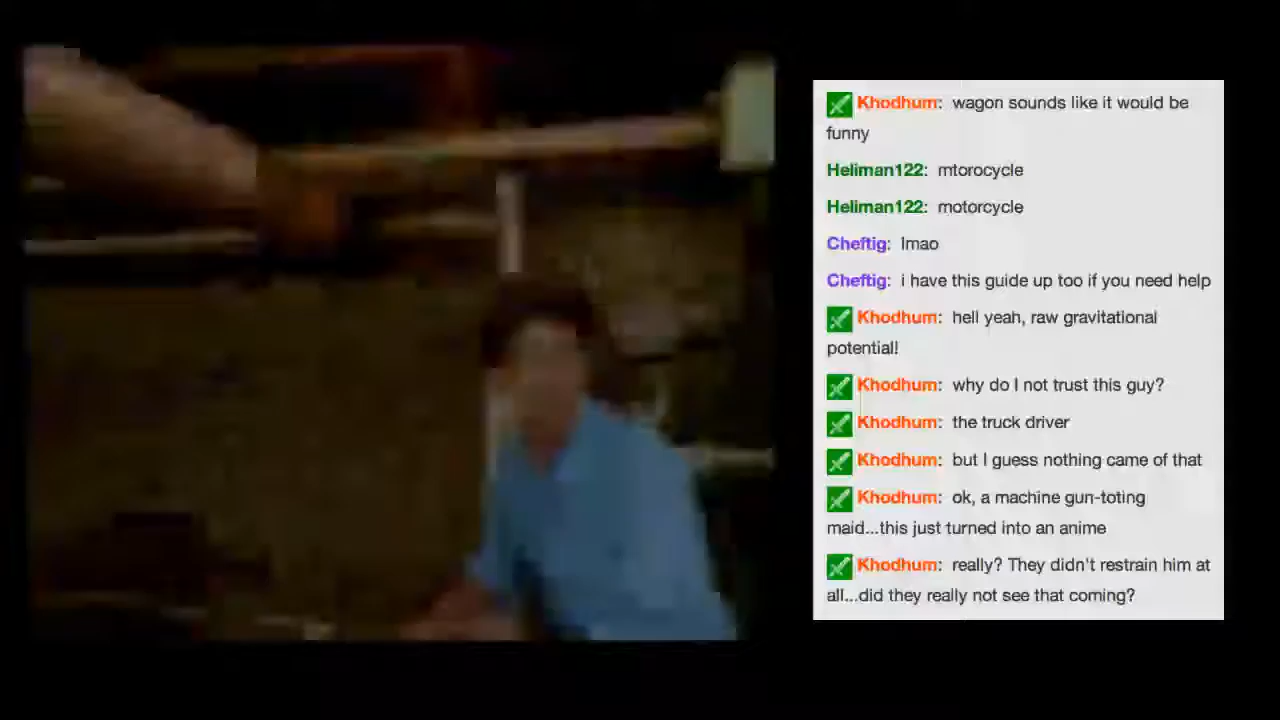 Khodhum: wagon sounds like it would be
funny
Heliman122: mtorocycle
Heliman122: motorcycle
Cheftig: lmao
Cheftig: i have this guide up too if you need help
Khodhum: hell yeah, raw gravitational
potential!
Khodhum: why do I not trust this guy?
Khodhum: the truck driver
Khodhum: but I guess nothing came of that
Khodhum: ok, a machine gun-toting
maid...this just turned into an anime
Khodhum: really? They didn't restrain him at
all...did they really not see that coming?